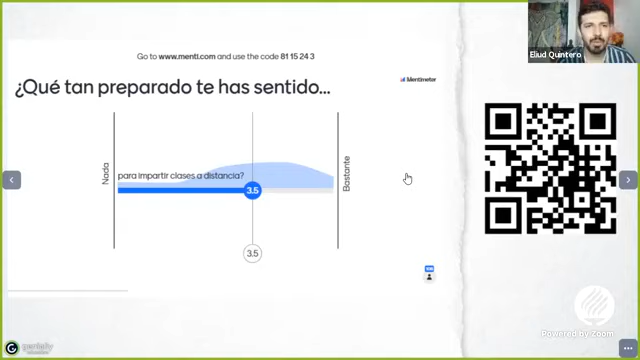 Go to www.menti.com and use the code 81 15 24 3
Eliud Quintero
¿Qué tan preparado te has sentido...
Mentimeter
Nada
para impartir clases a distancia?
3.5
Bastante
3.5
genially
Powered by Zoom